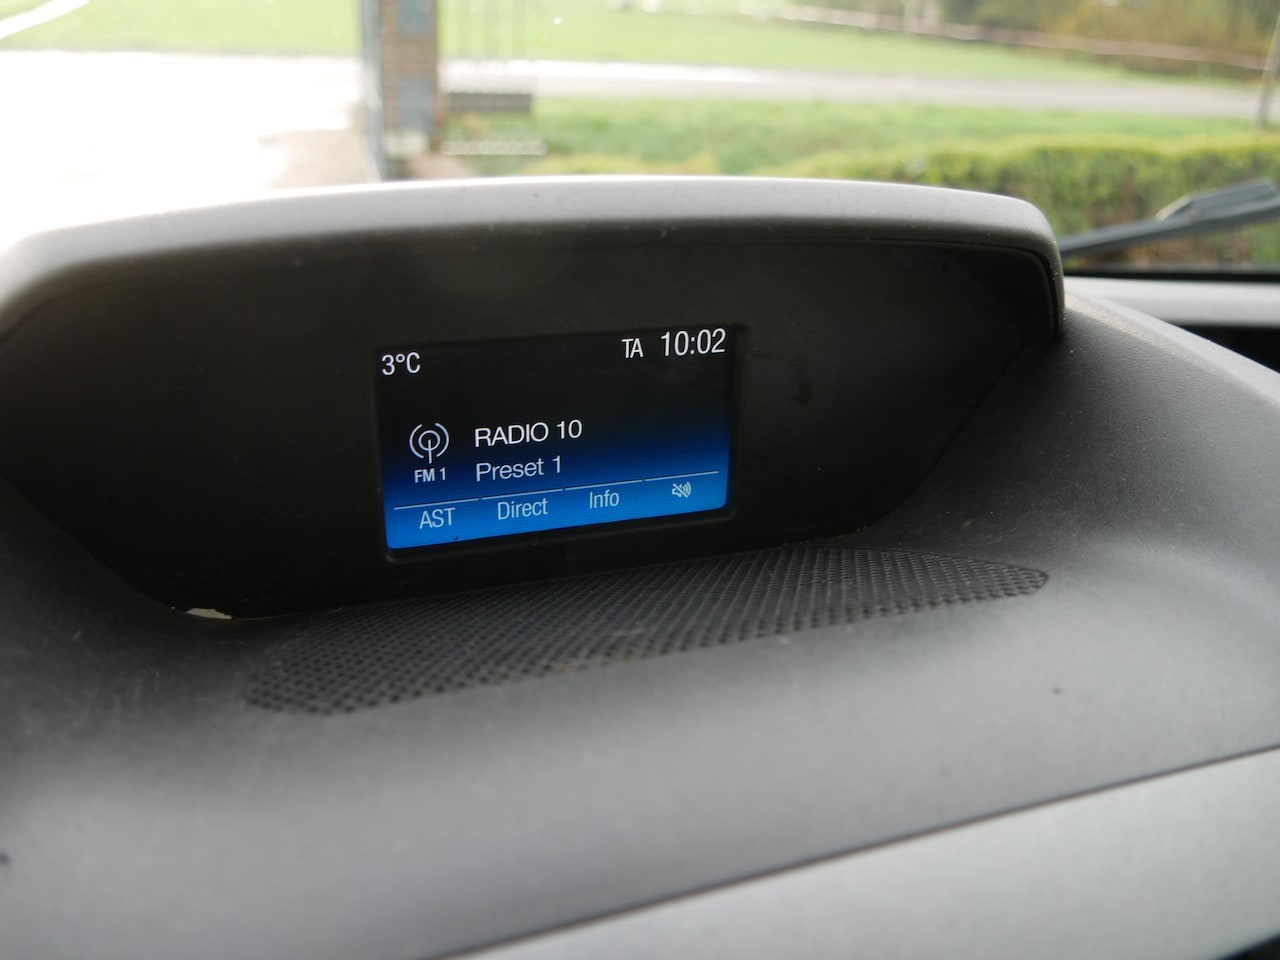 3°C TA 10:02
RADIO 10
FM 1 Preset 1
AST Direct Info